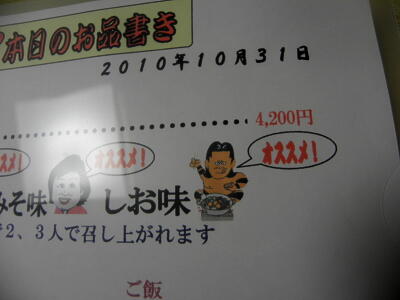 本日のお品書き
2010年10月31日
4,200円
オススメ! オススメ! オススメ!
みそ味 しお味
2、3人で召し上がれます
ご飯